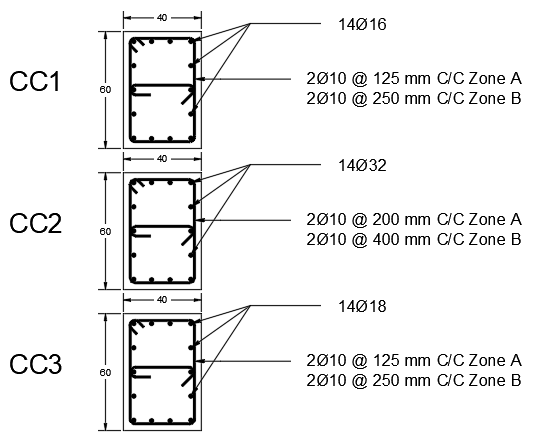 40
14Ø16
CC1
60
2Ø10 @ 125 mm C/C Zone A
2Ø10 @ 250 mm C/C Zone B
40
14Ø32
CC2
60
2Ø10 @ 200 mm C/C Zone A
2Ø10 @ 400 mm C/C Zone B
40
14Ø18
CC3
60
2Ø10 @ 125 mm C/C Zone A
2Ø10 @ 250 mm C/C Zone B